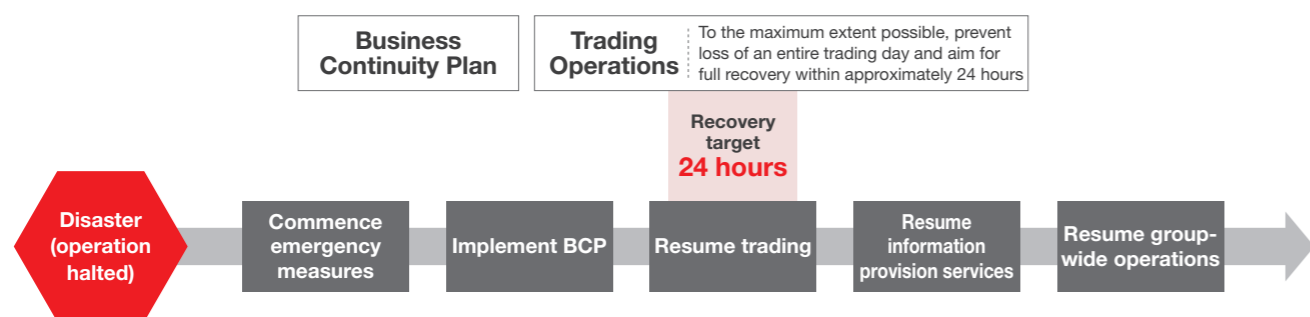 Business
Continuity Plan
Trading
Operations
To the maximum extent possible, prevent
loss of an entire trading day and aim for
full recovery within approximately 24 hours
Recovery
target
24 hours
Disaster
(operation
halted)
Commence
emergency
measures
Implement BCP
Resume trading
Resume
information
provision services
Resume group-
wide operations